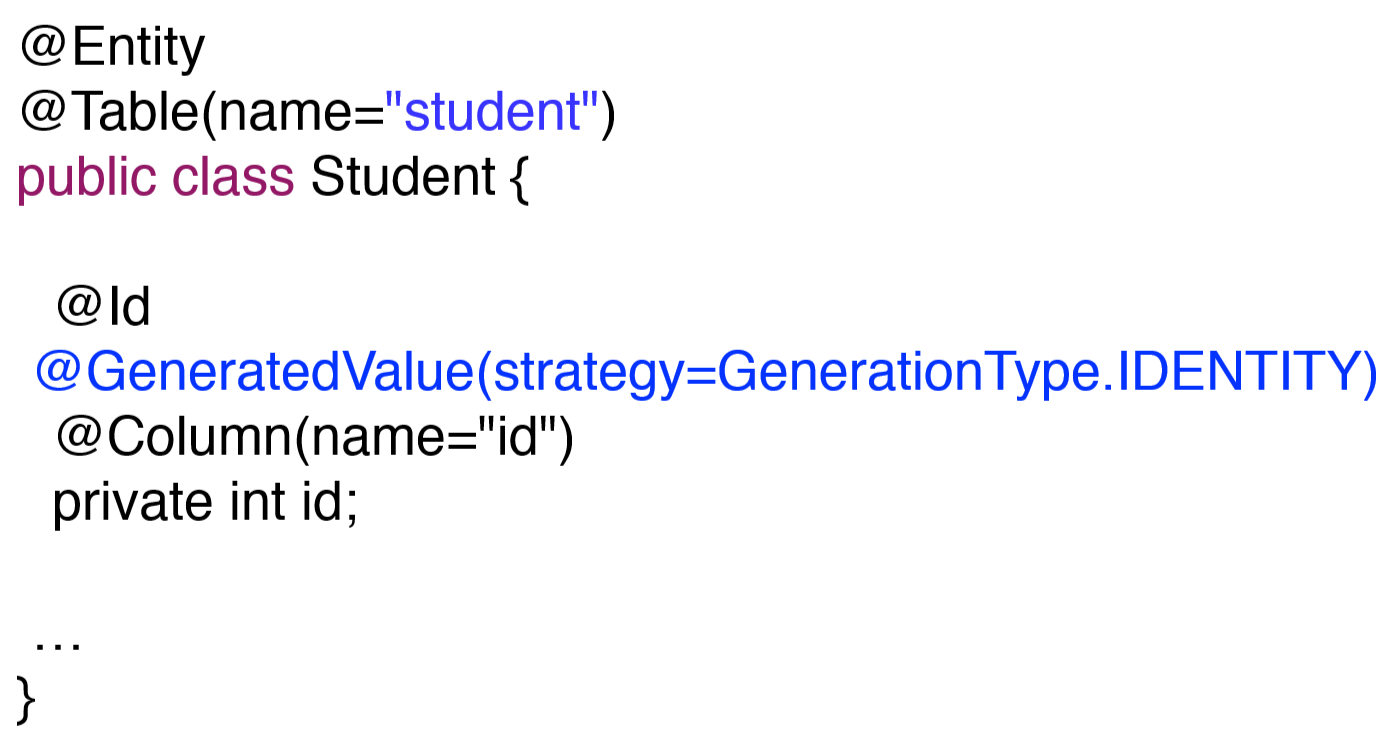 @Entity
@Table(name="student")
public class Student {
@Id
@GeneratedValue(strategy=GenerationType.IDENTITY)
@Column(name="id")
private int id;
…
}